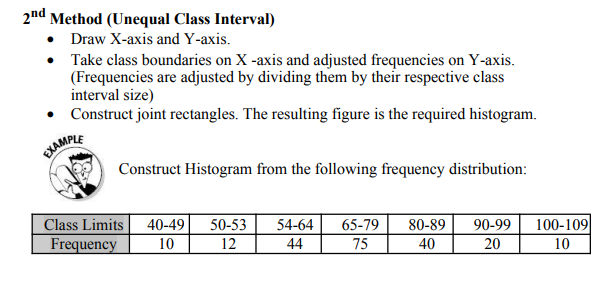 2nd Method (Unequal Class Interval)
• Draw X-axis and Y-axis.
• Take class boundaries on X -axis and adjusted frequencies on Y-axis.
(Frequencies are adjusted by dividing them by their respective class
interval size)
• Construct joint rectangles. The resulting figure is the required histogram.
EXAMPLE
Construct Histogram from the following frequency distribution:
Class Limits 40-49 50-53 54-64 65-79 80-89 90-99 100-109
Frequency 10 12 44 75 40 20 10